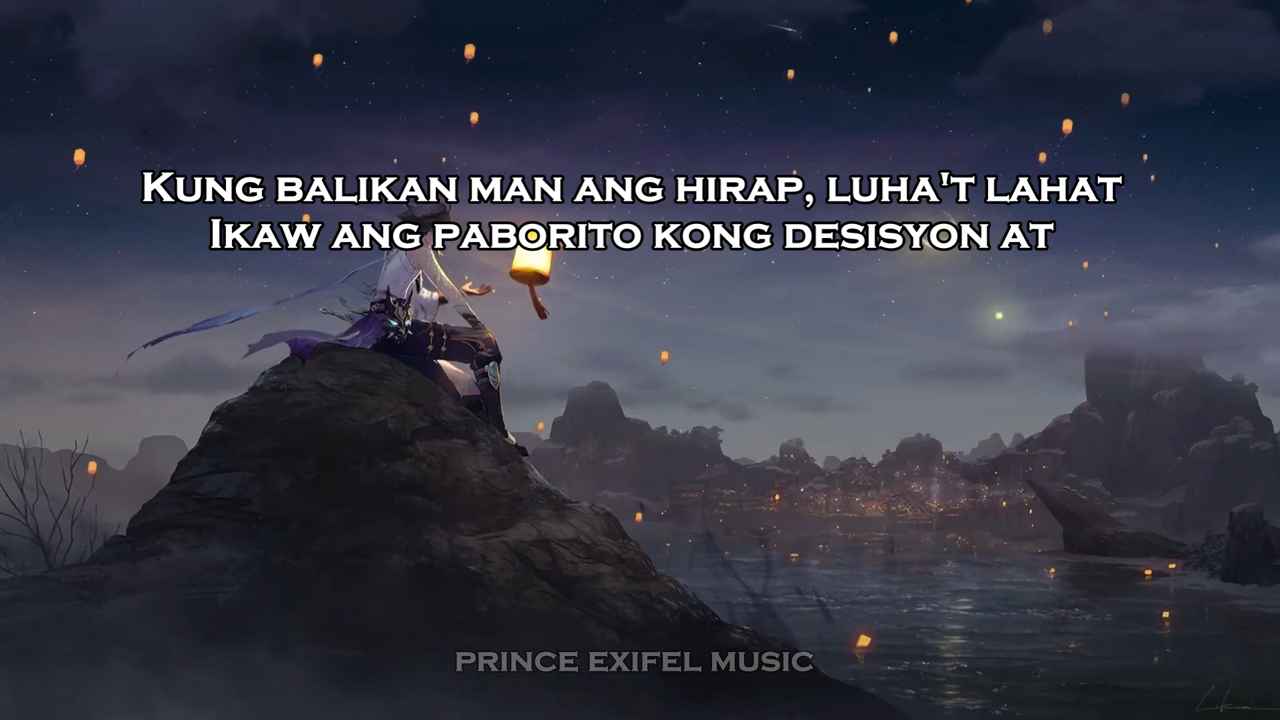 Kung balikan man ang hirap, luha't lahat
Ikaw ang paborito kong desisyon at
PRINCE EXIFEL MUSIC